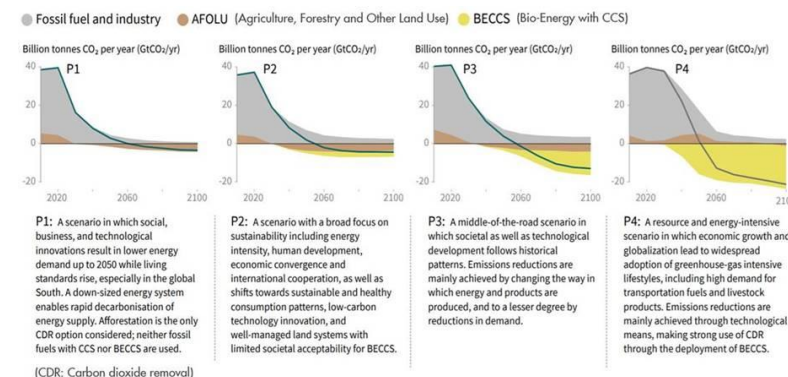 Fossil fuel and industry AFOLU (Agriculture, Forestry and Other Land Use) BECCS (Bio-Energy with CCS)
Billion tonnes CO₂ per year (GtCO₂/yr)
40
P1
20
0
-20
2020 2060 2100
P1: A scenario in which social,
business, and technological
innovations result in lower energy
demand up to 2050 while living
standards rise, especially in the global
South. A down-sized energy system
enables rapid decarbonisation of
energy supply. Afforestation is the only
CDR option considered; neither fossil
fuels with CCS nor BECCS are used.
(CDR: Carbon dioxide removal)
Billion tonnes CO₂ per year (GtCO₂/yr)
40
P2
20
0
-20
2020 2060 2100
P2: A scenario with a broad focus on
sustainability including energy
intensity, human development,
economic convergence and
international cooperation, as well as
shifts towards sustainable and healthy
consumption patterns, low-carbon
technology innovation, and
well-managed land systems with
limited societal acceptability for BECCS.
Billion tonnes CO₂ per year (GtCO₂/yr)
40
P3
20
0
-20
2020 2060 2100
P3: A middle-of-the-road scenario in
which societal as well as technological
development follows historical
patterns. Emissions reductions are
mainly achieved by changing the way in
which energy and products are
produced, and to a lesser degree by
reductions in demand.
Billion tonnes CO₂ per year (GtCO₂/yr)
40
P4
20
0
-20
2020 2060 210
P4: A resource and energy-intensive
scenario in which economic growth and
globalization lead to widespread
adoption of greenhouse-gas intensive
lifestyles, including high demand for
transportation fuels and livestock
products. Emissions reductions are
mainly achieved through technological
means, making strong use of CDR
through the deployment of BECCS.